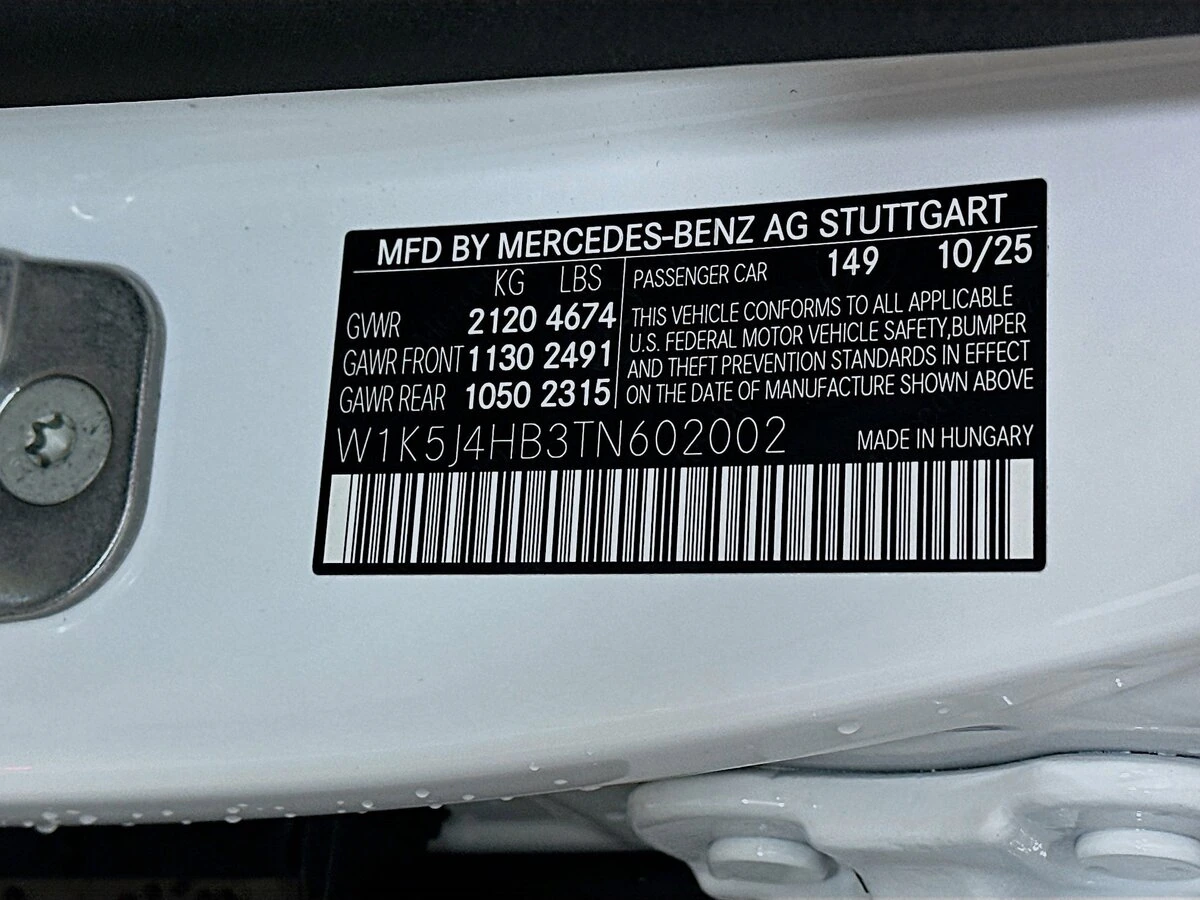 MFD BY MERCEDES-BENZ AG STUTTGART
KG LBS
GVWR 2120 4674
GAWR FRONT 1130 2491
GAWR REAR 1050 2315
PASSENGER CAR 149 10/25
THIS VEHICLE CONFORMS TO ALL APPLICABLE
U.S. FEDERAL MOTOR VEHICLE SAFETY,BUMPER
AND THEFT PREVENTION STANDARDS IN EFFECT
ON THE DATE OF MANUFACTURE SHOWN ABOVE
W1K5J4HB3TN602002
MADE IN HUNGARY